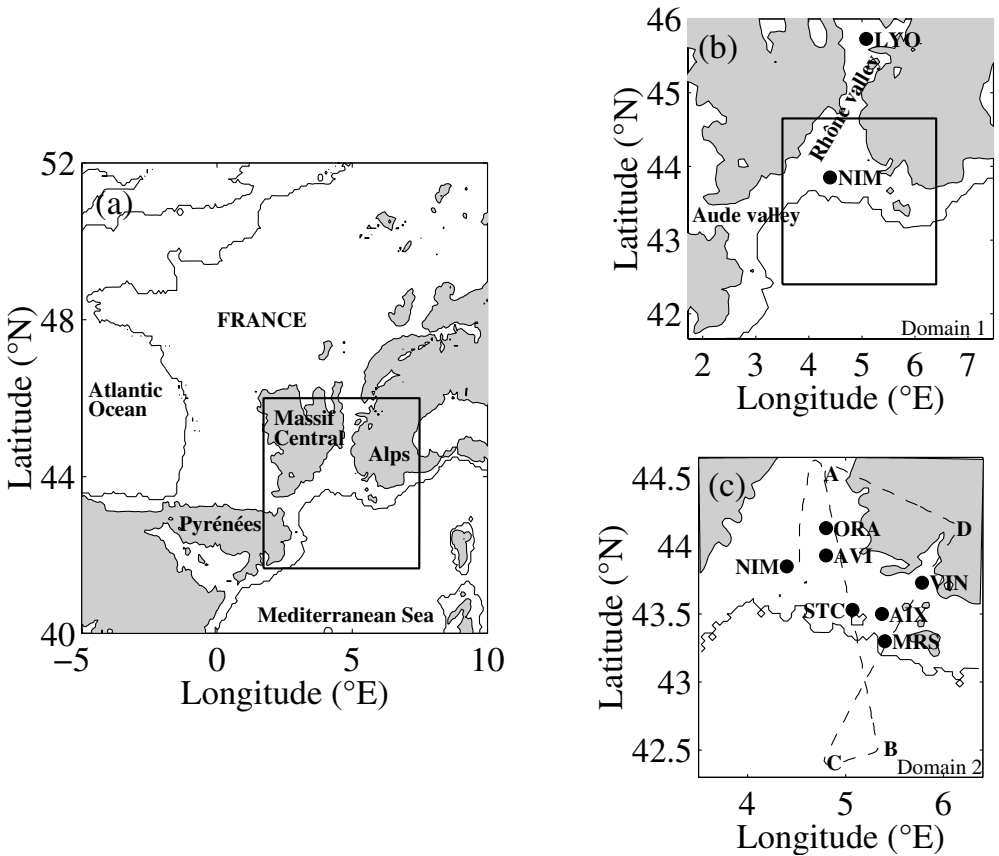 (a)
52
48
44
40
−5
0
5
10
Latitude (°N)
Longitude (°E)
FRANCE
Atlantic
Ocean
Massif
Central
Alps
Pyrénées
Mediterranean Sea
(b)
46
45
44
43
42
2
3
4
5
6
7
Latitude (°N)
Longitude (°E)
LYO
Rhône valley
NIM
Aude valley
Domain 1
(c)
44.5
44
43.5
43
42.5
4
5
6
Latitude (°N)
Longitude (°E)
A
D
ORA
AVI
NIM
VIN
STC
AIX
MRS
B
C
Domain 2